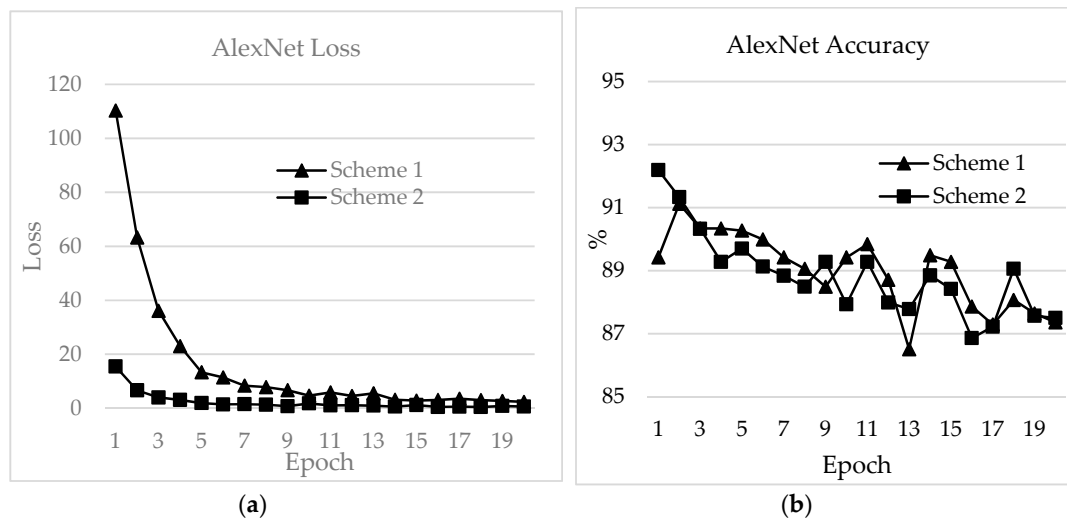 AlexNet Loss
120
100
80
60
40
20
0
Loss
Scheme 1
Scheme 2
1 3 5 7 9 11 13 15 17 19
Epoch
(a)
AlexNet Accuracy
95
93
91
89
87
85
%
Scheme 1
Scheme 2
1 3 5 7 9 11 13 15 17 19
Epoch
(b)